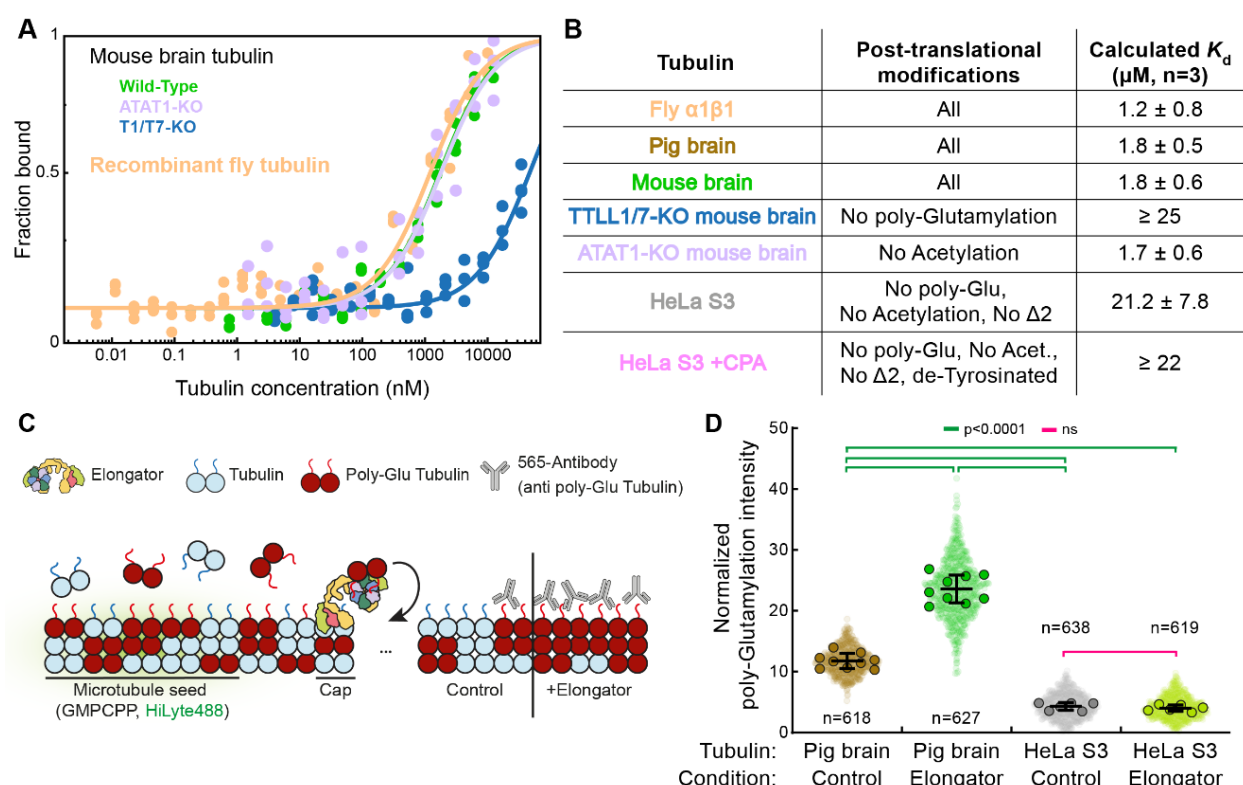 A
Mouse brain tubulin
Wild-Type
ATAT1-KO
T1/T7-KO
Recombinant fly tubulin
Fraction bound
1
0.5
0
0.01
0.1
1
10
100
1000
10000
Tubulin concentration (nM)
B
Tubulin
Post-translational
modifications
Calculated Kd
(µM, n=3)
Fly α1β1
All
1.2 ± 0.8
Pig brain
All
1.8 ± 0.5
Mouse brain
All
1.8 ± 0.6
TTLL1/7-KO mouse brain
No poly-Glutamylation
≥ 25
ATAT1-KO mouse brain
No Acetylation
1.7 ± 0.6
HeLa S3
No poly-Glu,
No Acetylation, No Δ2
21.2 ± 7.8
HeLa S3 +CPA
No poly-Glu, No Acet.,
No Δ2, de-Tyrosinated
≥ 22
C
Elongator
Tubulin
Poly-Glu Tubulin
565-Antibody
(anti poly-Glu Tubulin)
Microtubule seed
(GMPCPP, HiLyte488)
Cap
...
Control
+Elongator
D
Normalized
poly-Glutamylation intensity
50
40
30
20
10
0
p<0.0001
ns
n=618
n=627
n=638
n=619
Tubulin:
Pig brain
Pig brain
HeLa S3
HeLa S3
Condition:
Control
Elongator
Control
Elongator